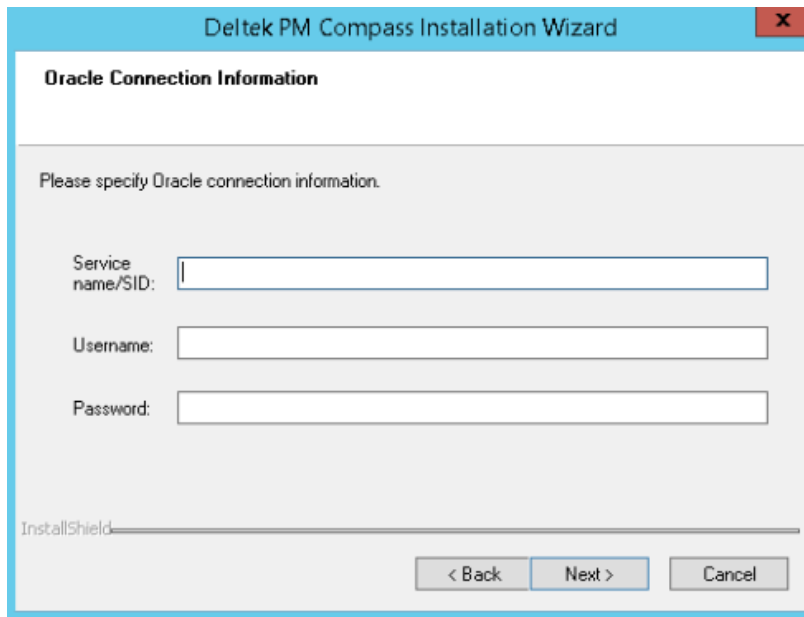 Deltek PM Compass Installation Wizard
x
Oracle Connection Information
Please specify Oracle connection information.
Service
name/SID:
Username:
Password:
InstallShield
< Back Next > Cancel